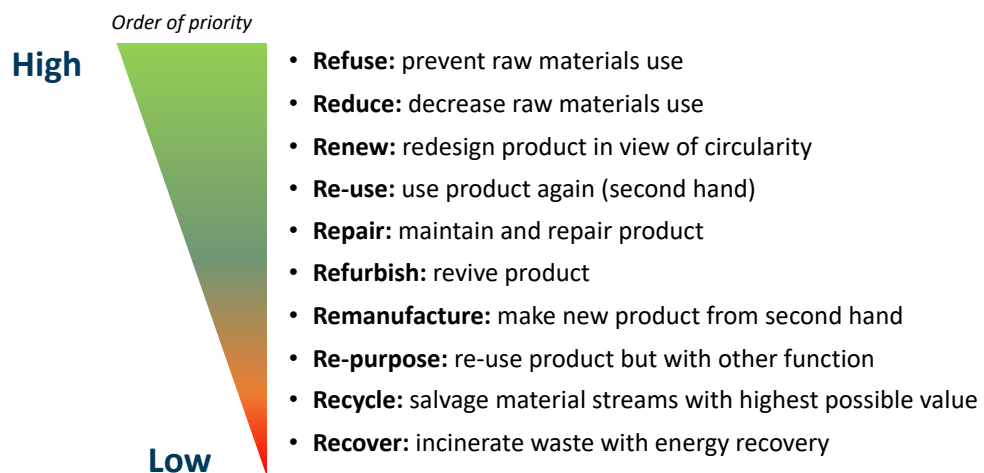 Order of priority
High
• Refuse: prevent raw materials use
• Reduce: decrease raw materials use
• Renew: redesign product in view of circularity
• Re-use: use product again (second hand)
• Repair: maintain and repair product
• Refurbish: revive product
• Remanufacture: make new product from second hand
• Re-purpose: re-use product but with other function
• Recycle: salvage material streams with highest possible value
• Recover: incinerate waste with energy recovery
Low